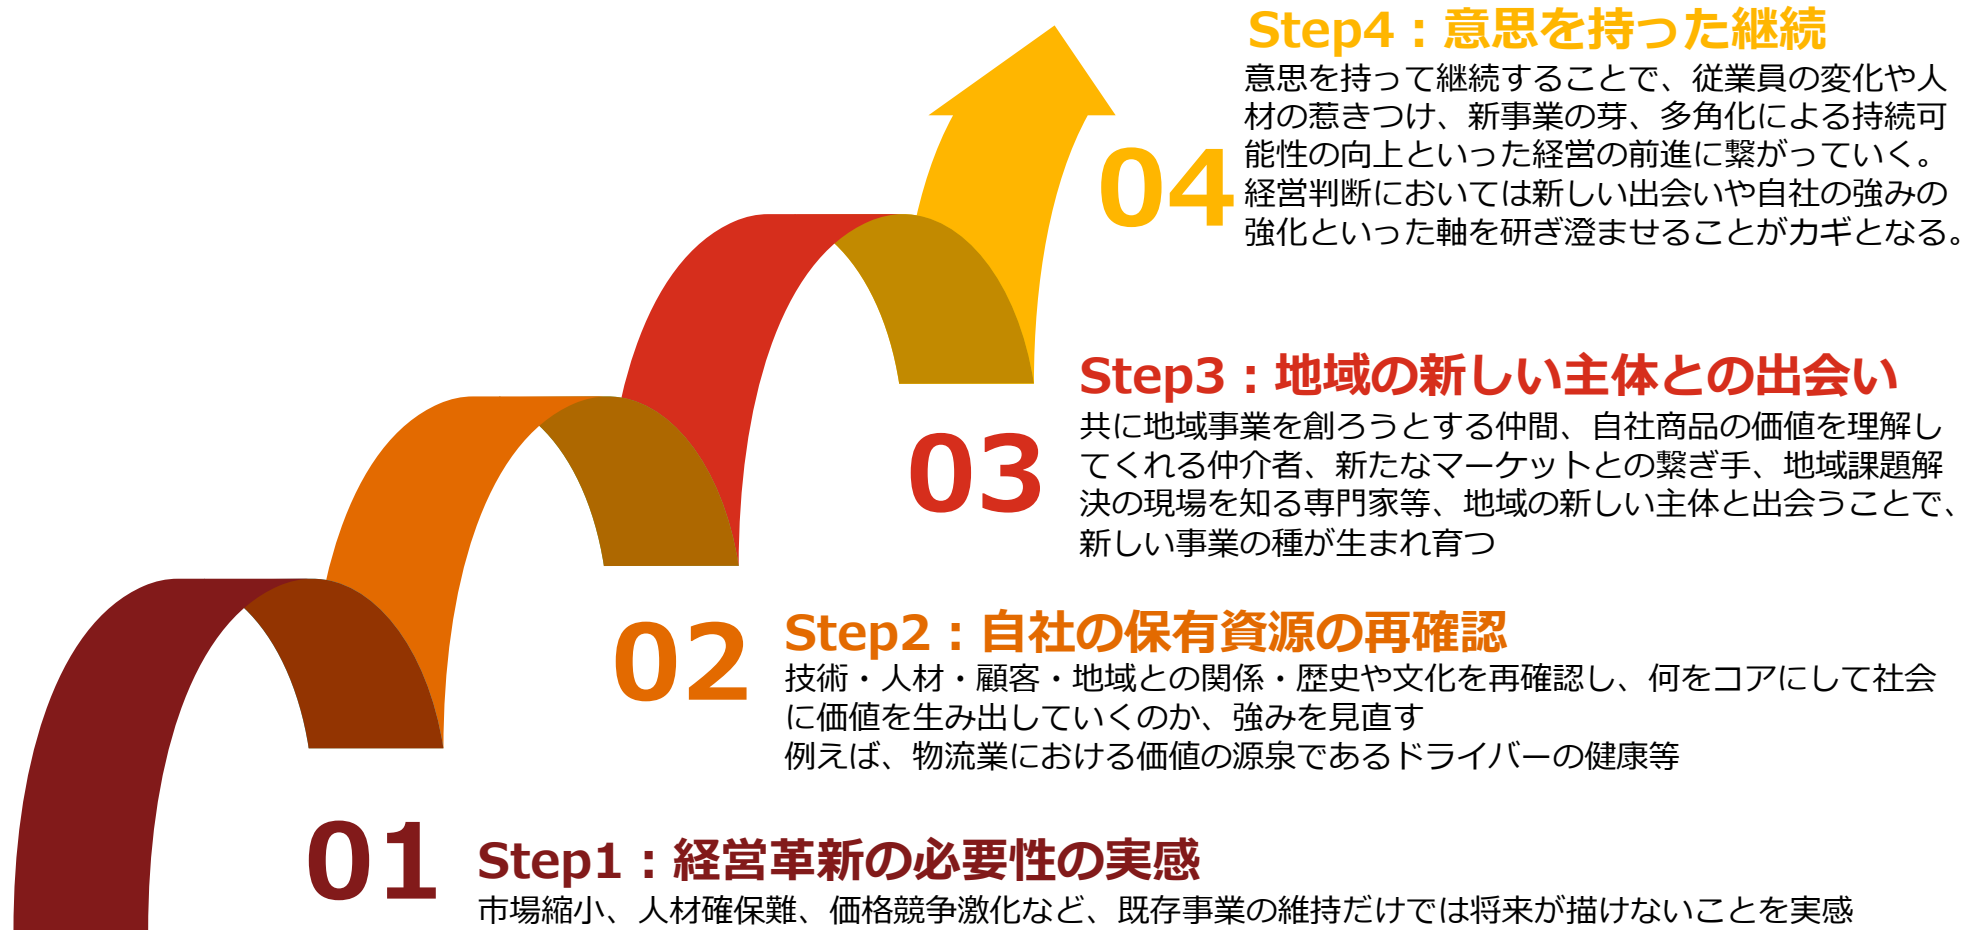 Step4：意思を持った継続
意思を持って継続することで、従業員の変化や人
材の惹きつけ、新事業の芽、多角化による持続可
能性の向上といった経営の前進に繋がっていく。
経営判断においては新しい出会いや自社の強みの
強化といった軸を研ぎ澄ませることがカギとなる。
04
Step3：地域の新しい主体との出会い
共に地域事業を創ろうとする仲間、自社商品の価値を理解し
てくれる仲介者、新たなマーケットとの繋ぎ手、地域課題解
決の現場を知る専門家等、地域の新しい主体と出会うことで、
新しい事業の種が生まれ育つ
03
Step2：自社の保有資源の再確認
技術・人材・顧客・地域との関係・歴史や文化を再確認し、何をコアにして社会
に価値を生み出していくのか、強みを見直す
例えば、物流業における価値の源泉であるドライバーの健康等
02
Step1：経営革新の必要性の実感
市場縮小、人材確保難、価格競争激化など、既存事業の維持だけでは将来が描けないことを実感
01